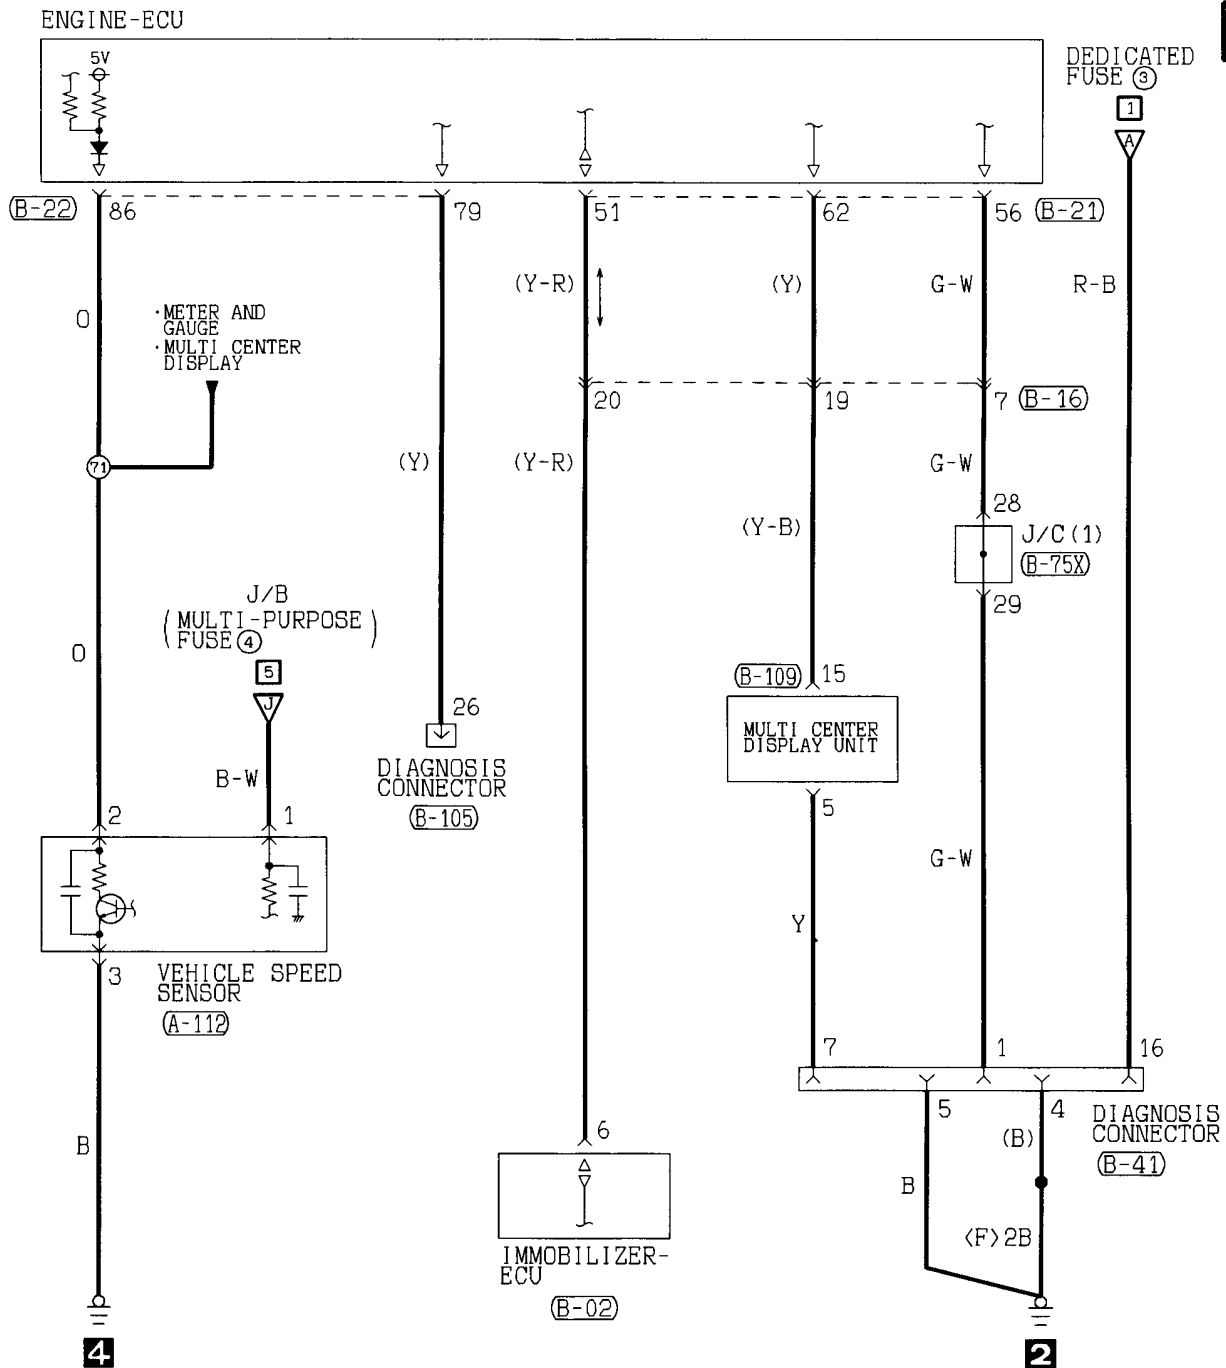 ENGINE-ECU
DEDICATED
FUSE ③
1
A
5V
B-22
86
79
51
62
56
B-21
O
(Y-R)
(Y)
G-W
R-B
·METER AND
GAUGE
·MULTI CENTER
DISPLAY
20
19
7
B-16
71
(Y)
(Y-R)
G-W
28
J/C(1)
B-75X
29
(Y-B)
J/B
(MULTI-PURPOSE
FUSE④)
5
J
O
B-109
15
MULTI CENTER
DISPLAY UNIT
26
DIAGNOSIS
CONNECTOR
B-105
B-W
2
1
5
G-W
Y
3
VEHICLE SPEED
SENSOR
A-112
7
1
16
5
4
DIAGNOSIS
CONNECTOR
B-41
(B)
B
B
6
<F>2B
IMMOBILIZER-
ECU
B-02
4
2